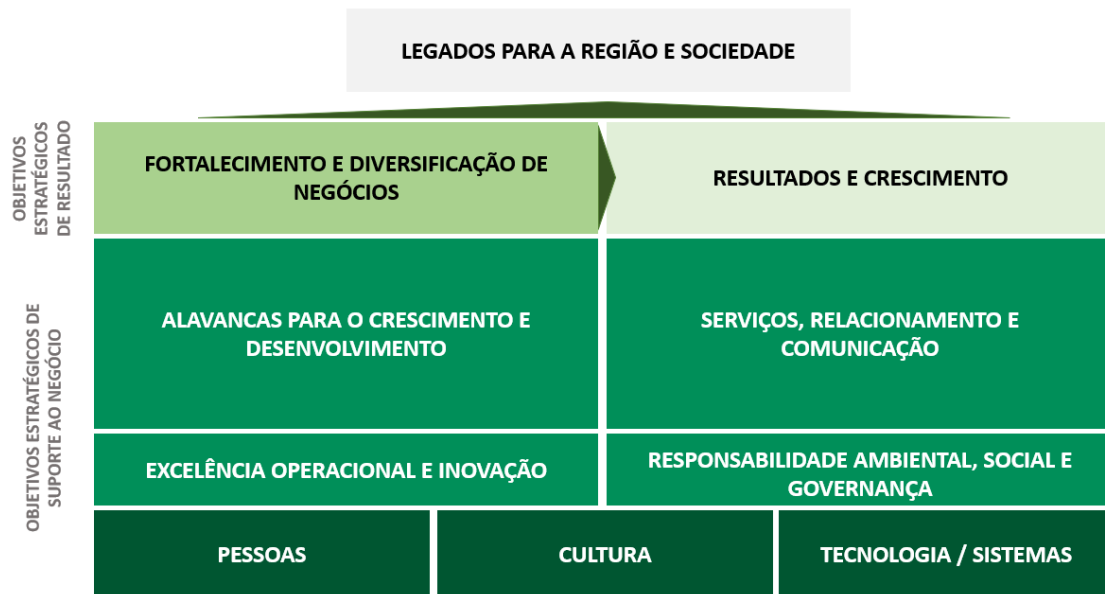 LEGADOS PARA A REGIÃO E SOCIEDADE
OBJETIVOS
ESTRATÉGICOS
DE RESULTADO
FORTALECIMENTO E DIVERSIFICAÇÃO DE
NEGÓCIOS
RESULTADOS E CRESCIMENTO
OBJETIVOS ESTRATÉGICOS DE
SUPORTE AO NEGÓCIO
ALAVANCAS PARA O CRESCIMENTO E
DESENVOLVIMENTO
SERVIÇOS, RELACIONAMENTO E
COMUNICAÇÃO
EXCELÊNCIA OPERACIONAL E INOVAÇÃO
RESPONSABILIDADE AMBIENTAL, SOCIAL E
GOVERNANÇA
PESSOAS
CULTURA
TECNOLOGIA / SISTEMAS